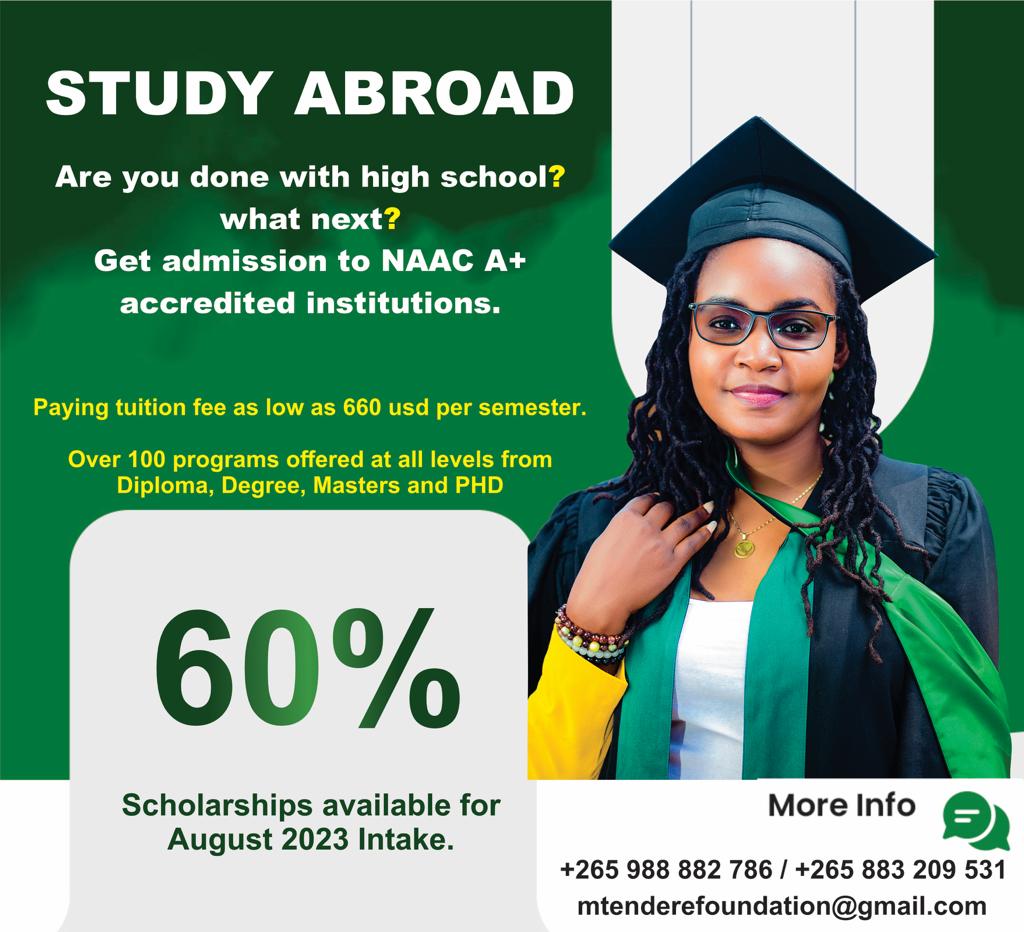 STUDY ABROAD
Are you done with high school?
what next?
Get admission to NAAC A+
accredited institutions.
Paying tuition fee as low as 660 usd per semester.
Over 100 programs offered at all levels from
Diploma, Degree, Masters and PHD
60%
Scholarships available for
August 2023 Intake.
More Info
+265 988 882 786 / +265 883 209 531
mtenderefoundation@gmail.com